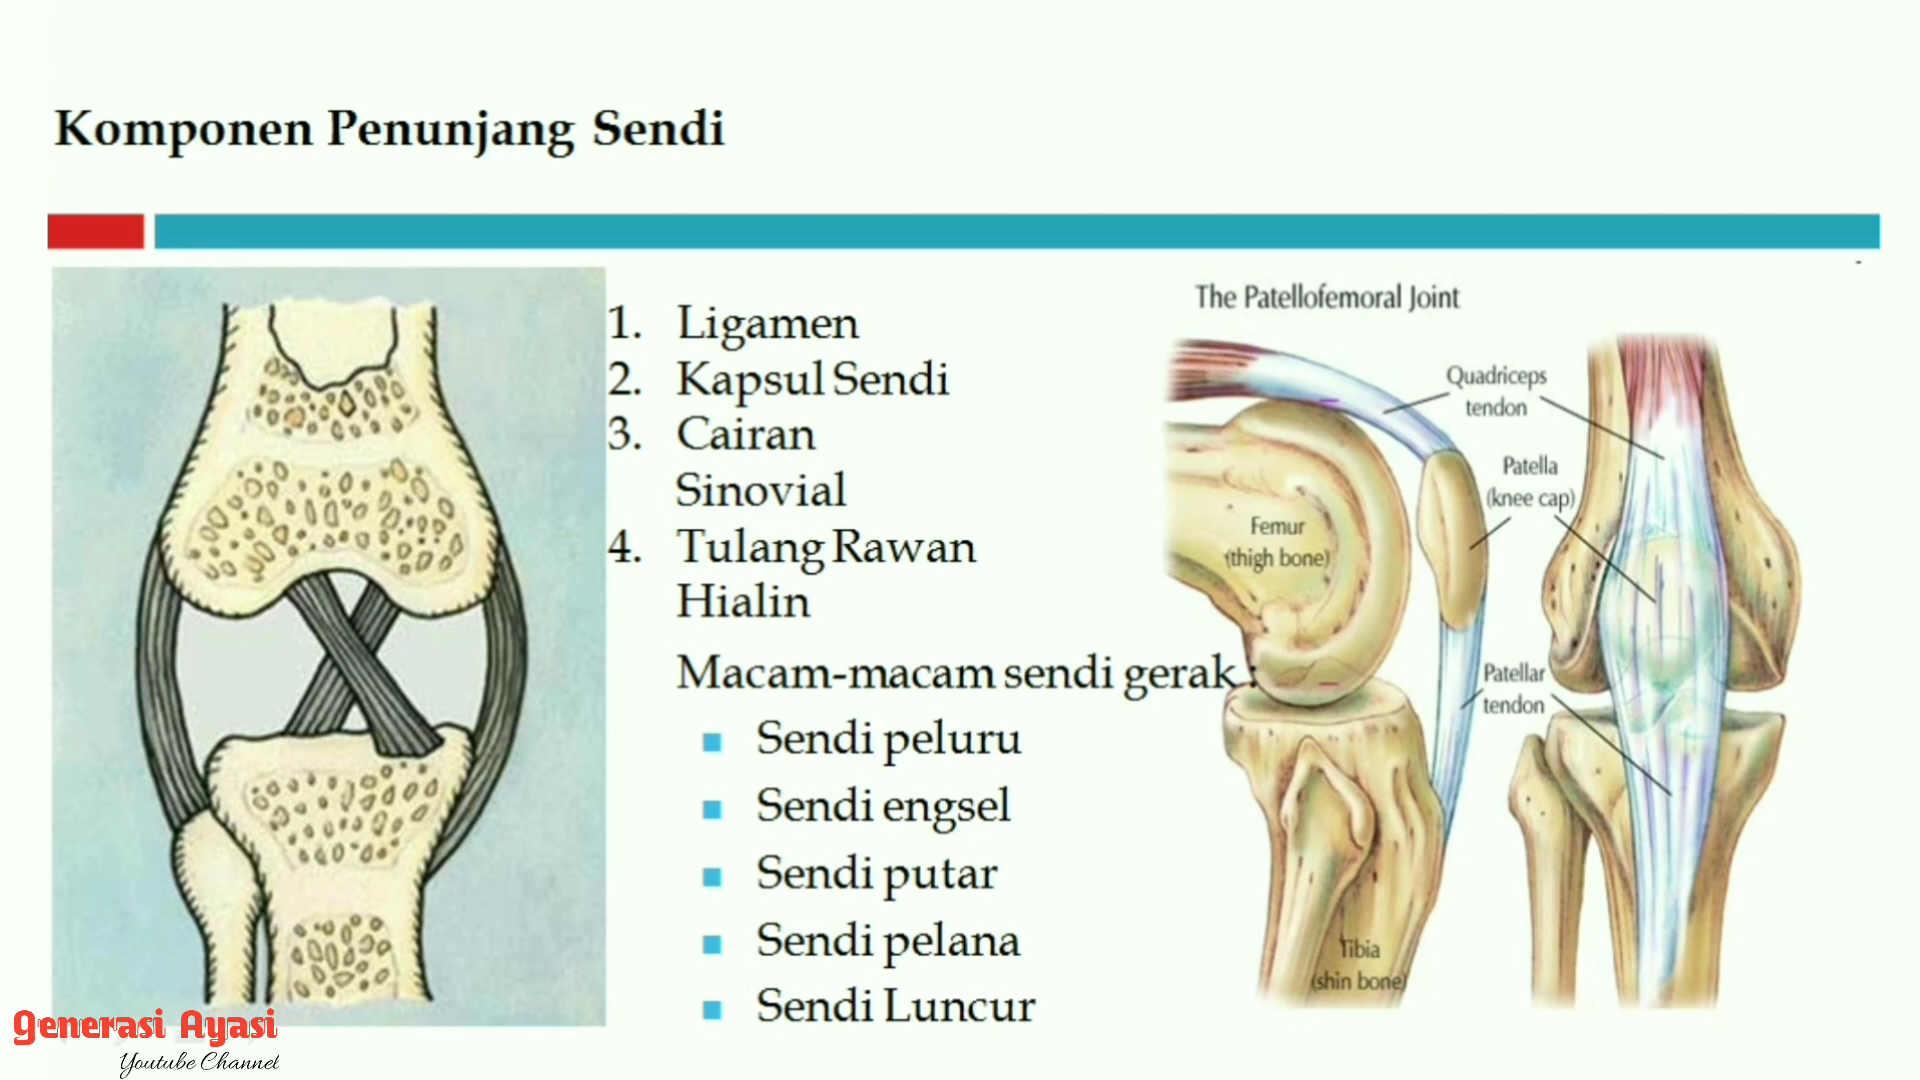 Komponen Penunjang Sendi
1. Ligamen
2. Kapsul Sendi
3. Cairan
Sinovial
4. Tulang Rawan
Hialin
Macam-macam sendi gerak :
■ Sendi peluru
■ Sendi engsel
■ Sendi putar
■ Sendi pelana
■ Sendi Luncur
The Patellofemoral Joint
Quadriceps
tendon
Patella
(knee cap)
Femur
(thigh bone)
Patellar
tendon
Tibia
(shin bone)
Generasi Ayasi
Youtube Channel